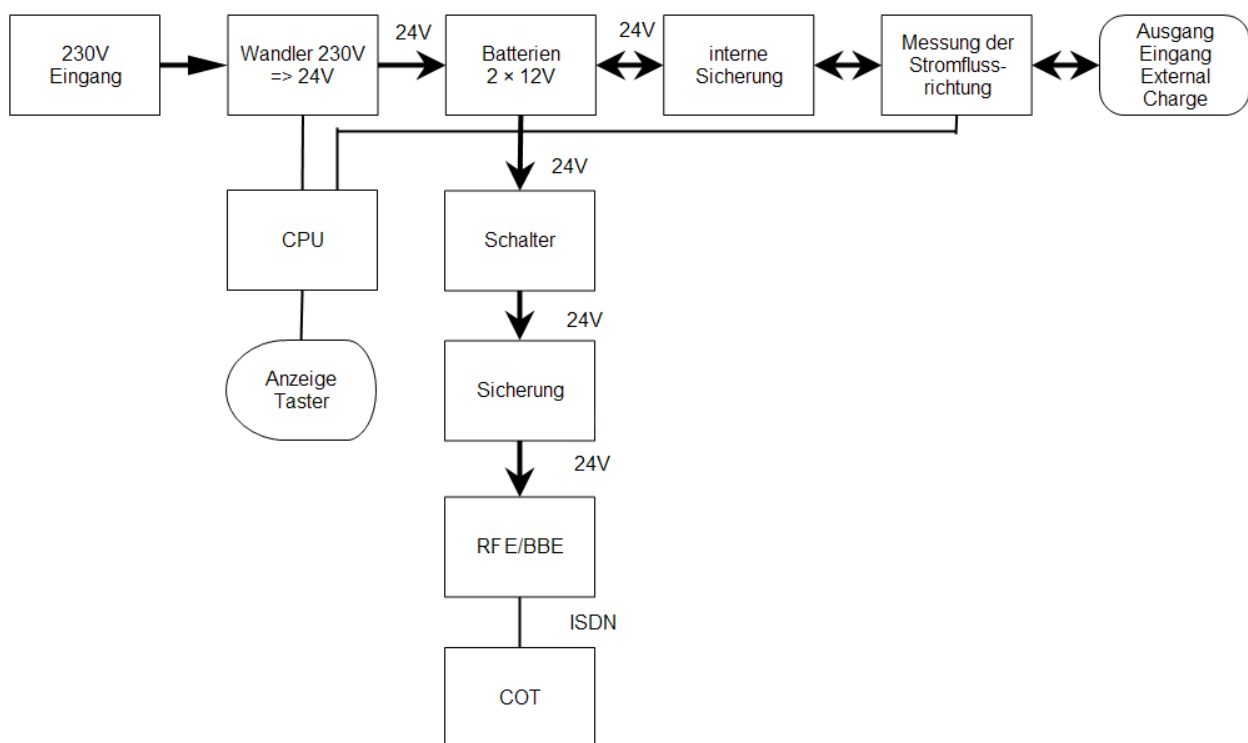 230V
Eingang
Wandler 230V
=> 24V
24V
Batterien
2 × 12V
24V
interne
Sicherung
Messung der
Stromfluss-
richtung
Ausgang
Eingang
External
Charge
24V
CPU
Schalter
24V
Anzeige
Taster
Sicherung
24V
RFE/BBE
ISDN
COT